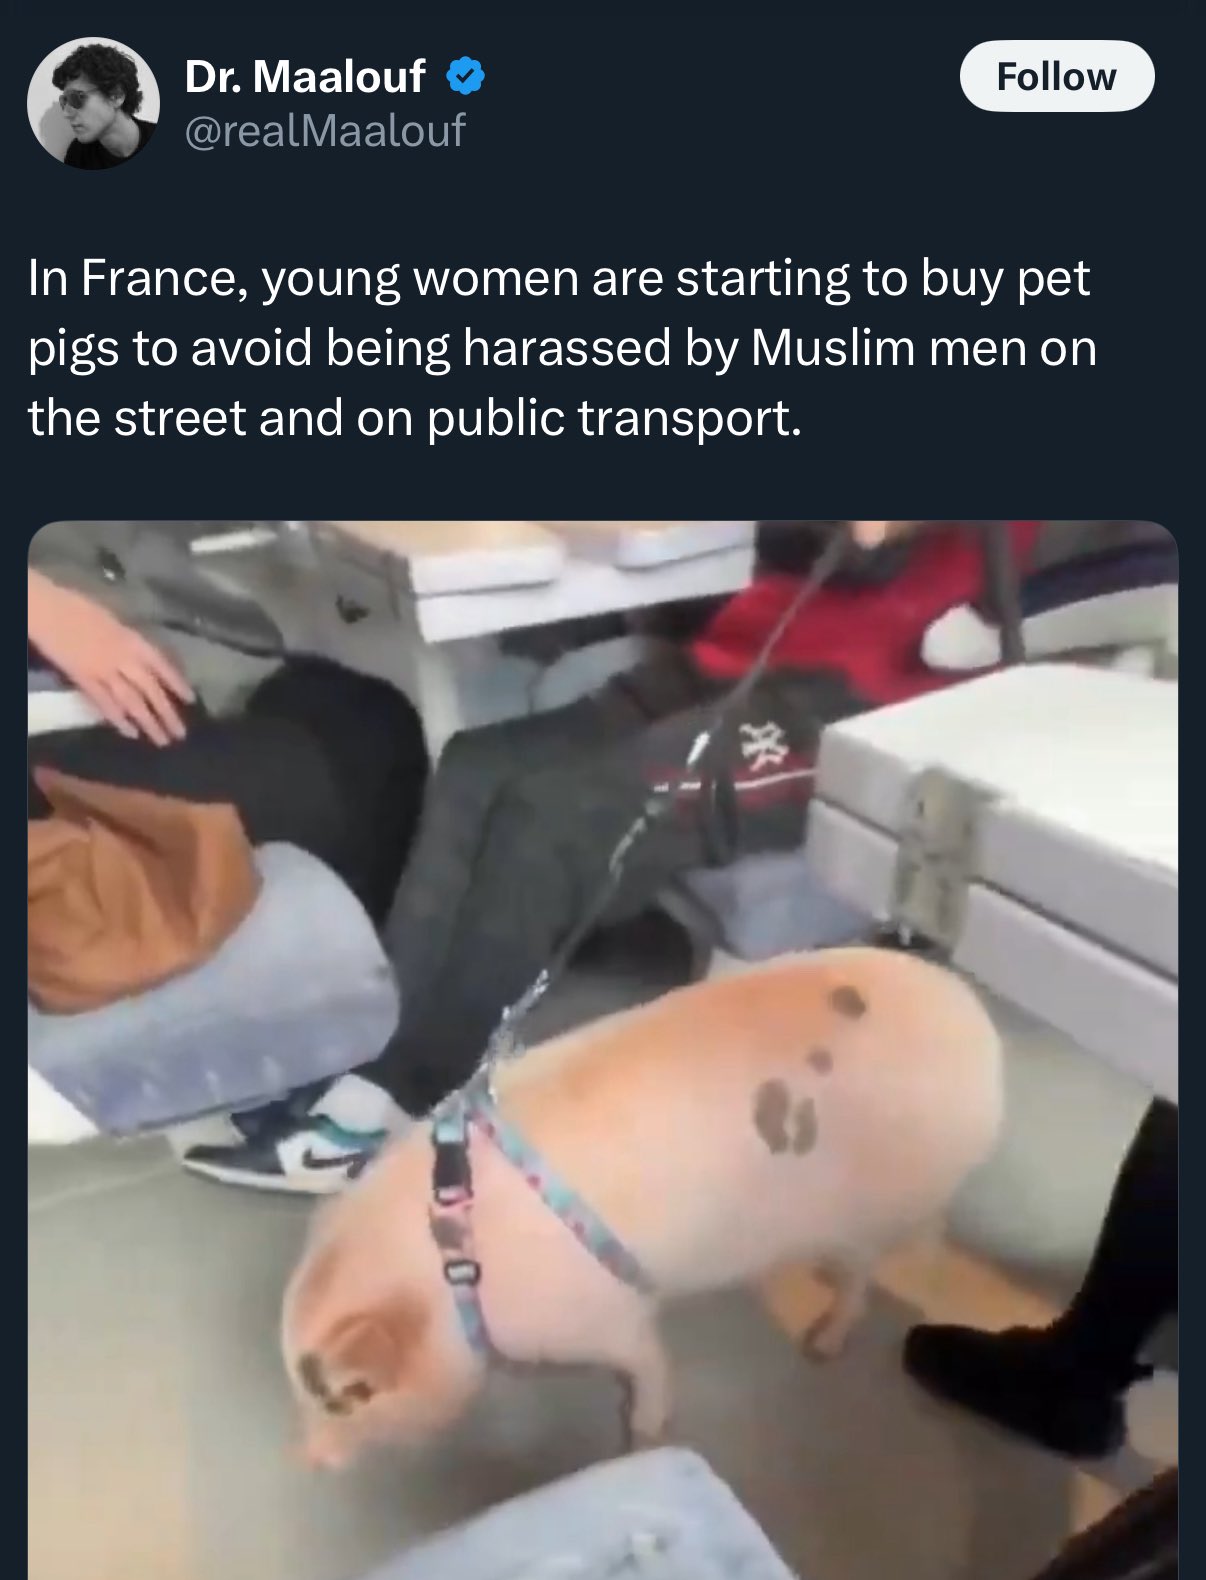 Dr. Maalouf
Follow
@realMaalouf
In France, young women are starting to buy pet
pigs to avoid being harassed by Muslim men on
the street and on public transport.